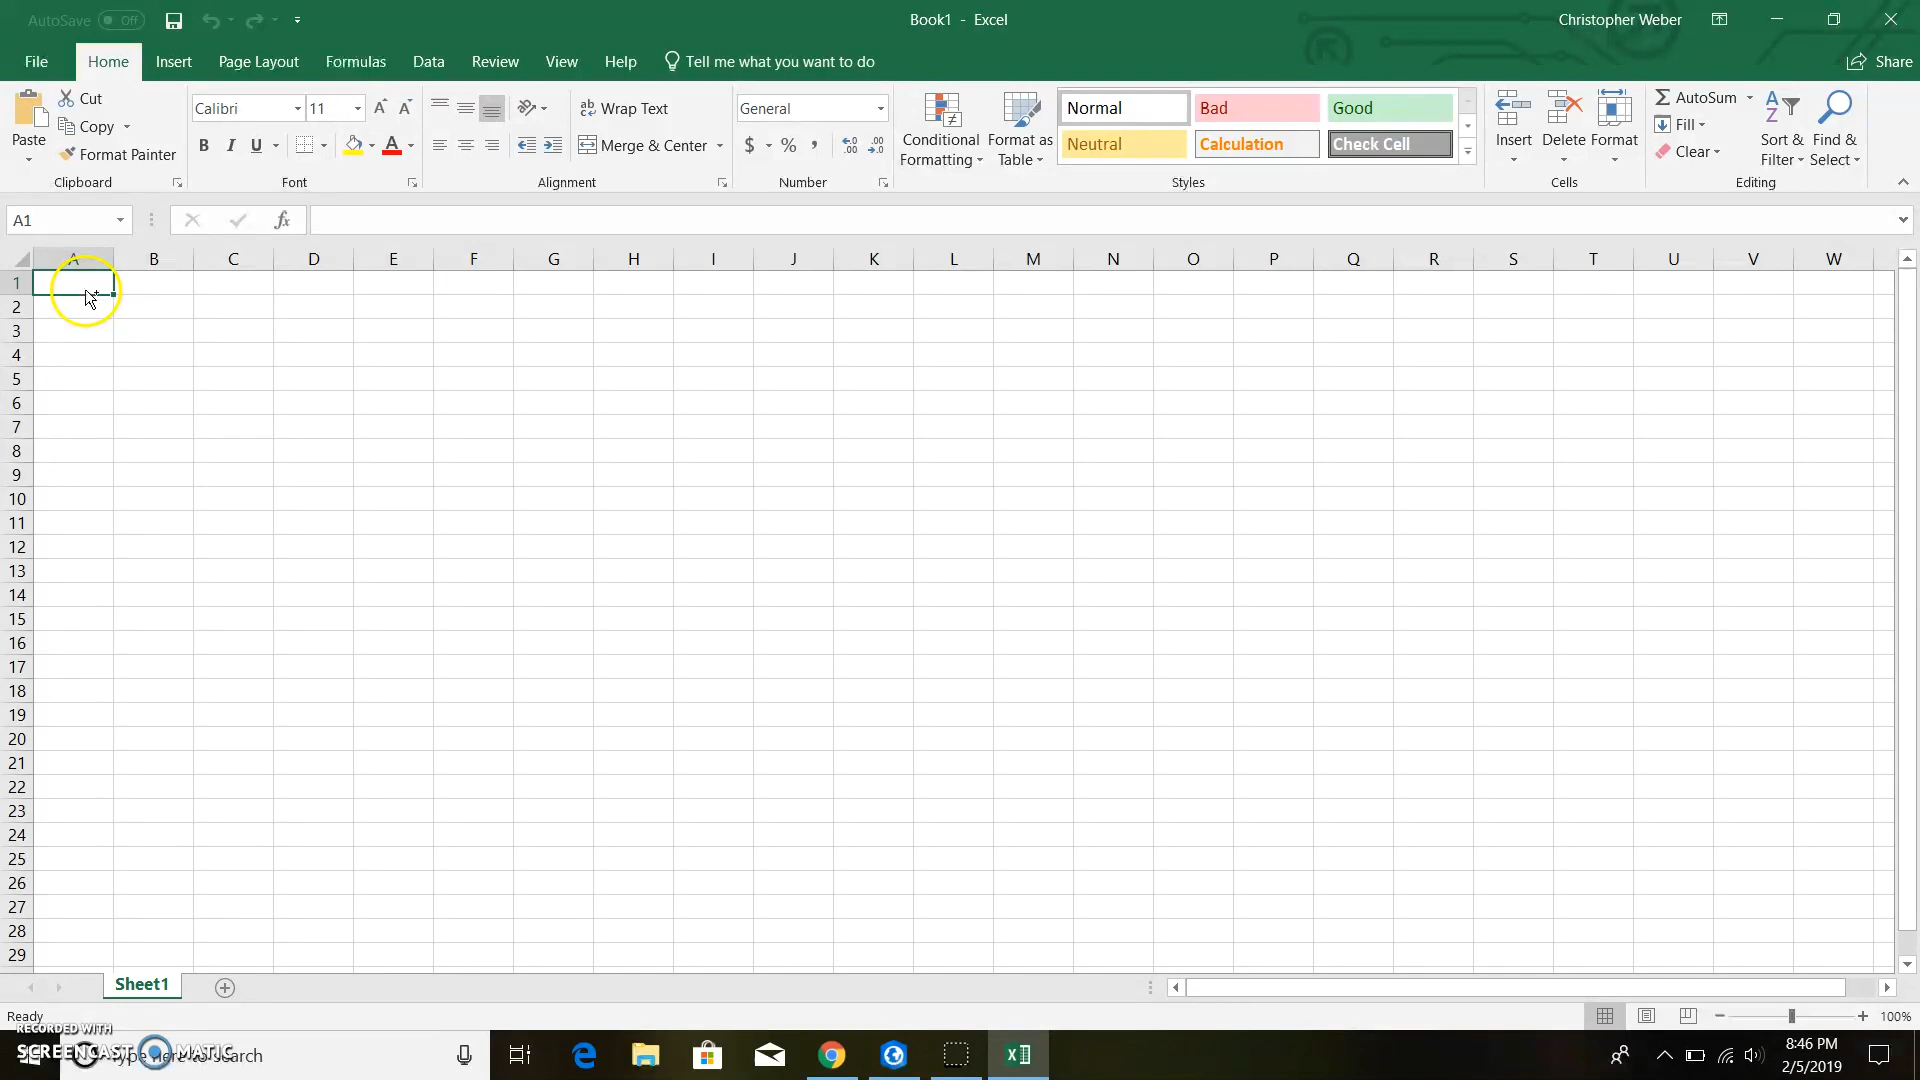 AutoSave Off
Book1 - Excel
Christopher Weber
File Home Insert Page Layout Formulas Data Review View Help Tell me what you want to do Share
Paste
Cut
Copy
Format Painter
Clipboard
Calibri 11
B I U A
Font
Wrap Text
Merge & Center
Alignment
General
$ % ,
Number
Conditional Formatting
Format as Table
Normal Bad Good
Neutral Calculation Check Cell
Styles
Insert Delete Format
Cells
AutoSum
Fill
Clear
Sort & Filter
Find & Select
Editing
A1 fx
A B C D E F G H I J K L M N O P Q R S T U V W
1
2
3
4
5
6
7
8
9
10
11
12
13
14
15
16
17
18
19
20
21
22
23
24
25
26
27
28
29
Sheet1
Ready
100%
RECORDED WITH
SCREENCAST MATIC
Type here to search
8:46 PM
2/5/2019